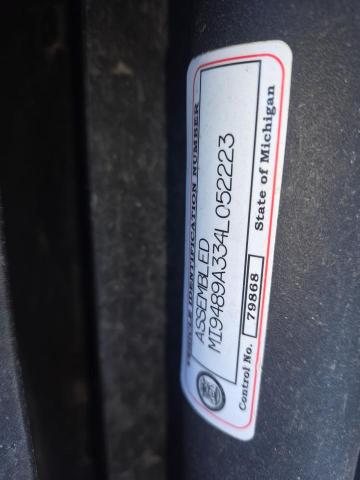 VEHICLE IDENTIFICATION NUMBER
ASSEMBLED
MI9489A334L052223
Control No. 79868 State of Michigan